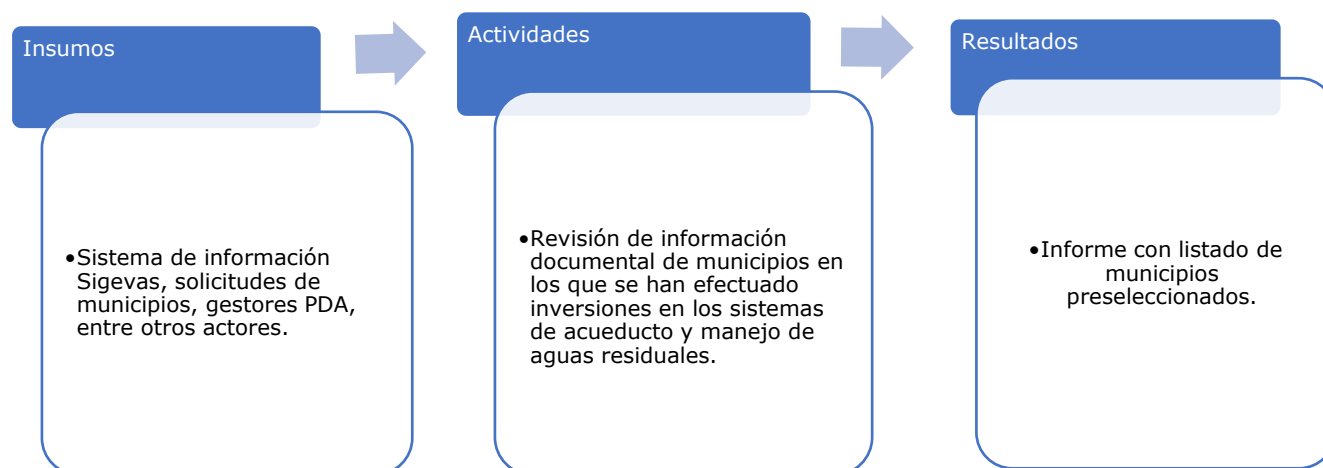 Insumos
•Sistema de información
Sigevas, solicitudes de
municipios, gestores PDA,
entre otros actores.
Actividades
•Revisión de información
documental de municipios en
los que se han efectuado
inversiones en los sistemas
de acueducto y manejo de
aguas residuales.
Resultados
•Informe con listado de
municipios
preseleccionados.